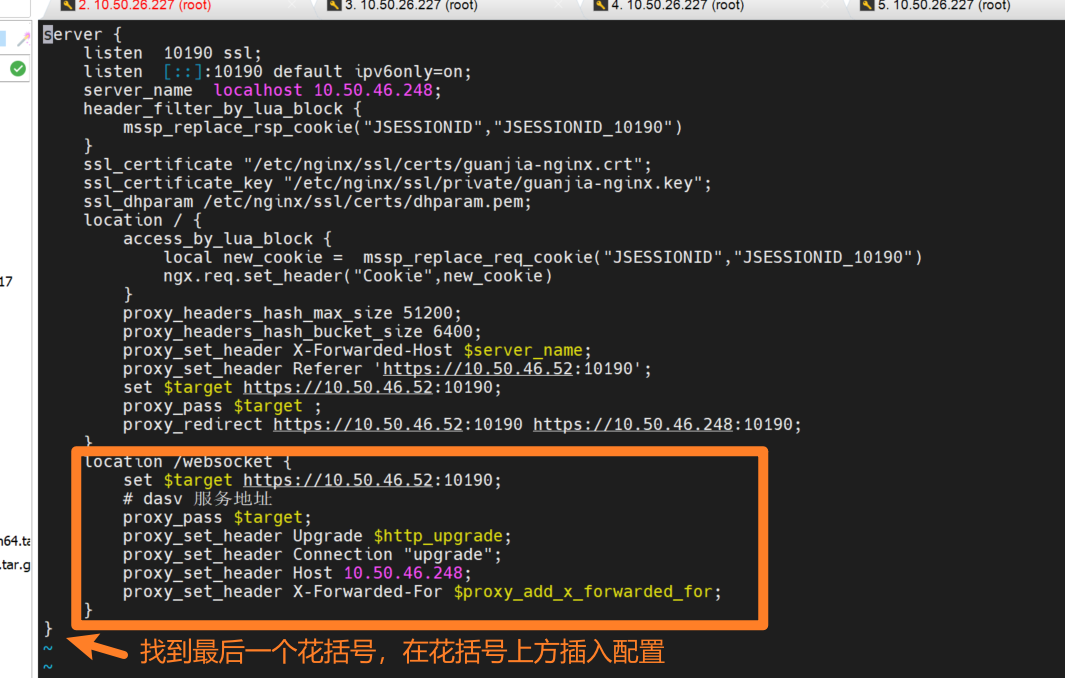 2. 10.50.26.227 (root)
3. 10.50.26.227 (root)
4. 10.50.26.227 (root)
5. 10.50.26.227 (root)
server {
    listen  10190 ssl;
    listen  [::]:10190 default ipv6only=on;
    server_name  localhost 10.50.46.248;
    header_filter_by_lua_block {
        mssp_replace_rsp_cookie("JSESSIONID","JSESSIONID_10190")
    }
    ssl_certificate "/etc/nginx/ssl/certs/guanjia-nginx.crt";
    ssl_certificate_key "/etc/nginx/ssl/private/guanjia-nginx.key";
    ssl_dhparam /etc/nginx/ssl/certs/dhparam.pem;
    location / {
        access_by_lua_block {
            local new_cookie =  mssp_replace_req_cookie("JSESSIONID","JSESSIONID_10190")
            ngx.req.set_header("Cookie",new_cookie)
        }
        proxy_headers_hash_max_size 51200;
        proxy_headers_hash_bucket_size 6400;
        proxy_set_header X-Forwarded-Host $server_name;
        proxy_set_header Referer 'https://10.50.46.52:10190';
        set $target https://10.50.46.52:10190;
        proxy_pass $target ;
        proxy_redirect https://10.50.46.52:10190 https://10.50.46.248:10190;
    }
    location /websocket {
        set $target https://10.50.46.52:10190;
        # dasv 服务地址
        proxy_pass $target;
        proxy_set_header Upgrade $http_upgrade;
        proxy_set_header Connection "upgrade";
        proxy_set_header Host 10.50.46.248;
        proxy_set_header X-Forwarded-For $proxy_add_x_forwarded_for;
    }
}
~
~
找到最后一个花括号，在花括号上方插入配置
17
.tar.g